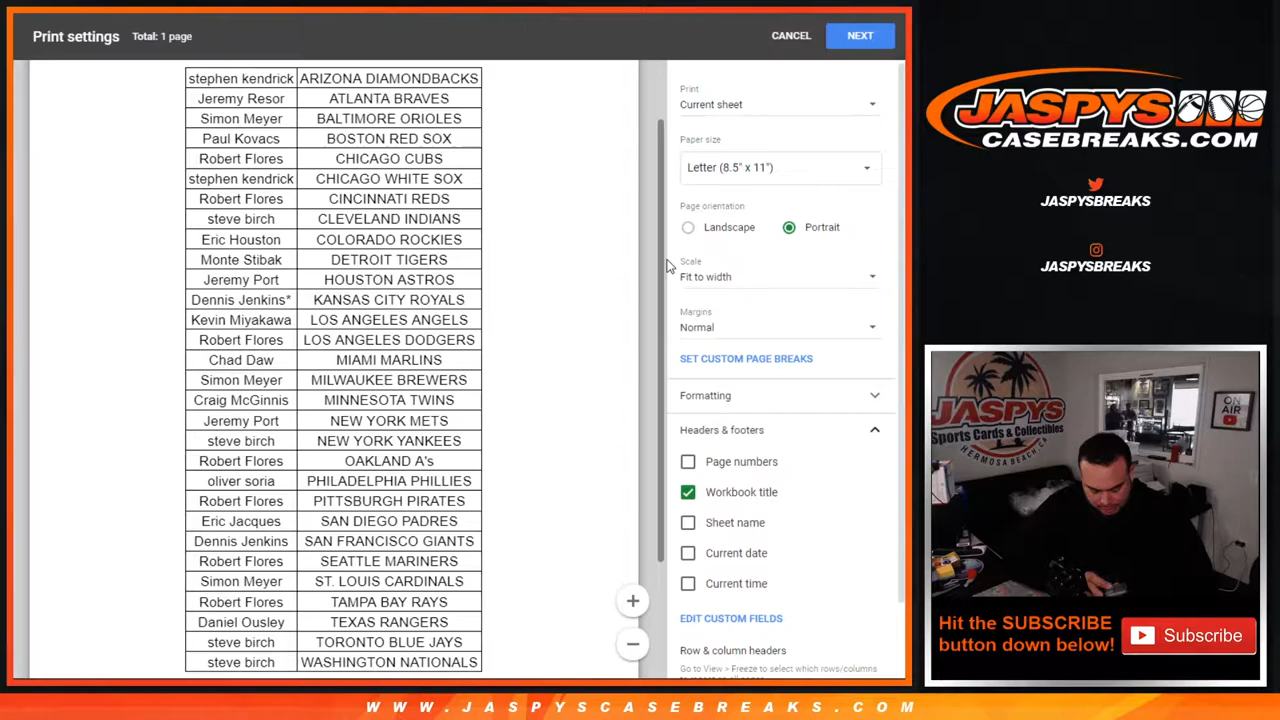 Print settings Total: 1 page
CANCEL NEXT
stephen kendrick ARIZONA DIAMONDBACKS
Jeremy Resor ATLANTA BRAVES
Simon Meyer BALTIMORE ORIOLES
Paul Kovacs BOSTON RED SOX
Robert Flores CHICAGO CUBS
stephen kendrick CHICAGO WHITE SOX
Robert Flores CINCINNATI REDS
steve birch CLEVELAND INDIANS
Eric Houston COLORADO ROCKIES
Monte Stibak DETROIT TIGERS
Jeremy Port HOUSTON ASTROS
Dennis Jenkins* KANSAS CITY ROYALS
Kevin Miyakawa LOS ANGELES ANGELS
Robert Flores LOS ANGELES DODGERS
Chad Daw MIAMI MARLINS
Simon Meyer MILWAUKEE BREWERS
Craig McGinnis MINNESOTA TWINS
Jeremy Port NEW YORK METS
steve birch NEW YORK YANKEES
Robert Flores OAKLAND A's
oliver soria PHILADELPHIA PHILLIES
Robert Flores PITTSBURGH PIRATES
Eric Jacques SAN DIEGO PADRES
Dennis Jenkins SAN FRANCISCO GIANTS
Robert Flores SEATTLE MARINERS
Simon Meyer ST. LOUIS CARDINALS
Robert Flores TAMPA BAY RAYS
Daniel Ousley TEXAS RANGERS
steve birch TORONTO BLUE JAYS
steve birch WASHINGTON NATIONALS
Print
Current sheet
Paper size
Letter (8.5" x 11")
Page orientation
Landscape Portrait
Scale
Fit to width
Margins
Normal
SET CUSTOM PAGE BREAKS
Formatting
Headers & footers
Page numbers
Workbook title
Sheet name
Current date
Current time
EDIT CUSTOM FIELDS
Row & column headers
Go to View > Freeze to select which rows/columns
JASPYS
CASEBREAKS.COM
JASPYSBREAKS
JASPYSBREAKS
JASPYS
Sports Cards & Collectibles
HERMOSA BEACH, CA
ON AIR
Hit the SUBSCRIBE
button down below!
Subscribe
WWW.JASPYSCASEBREAKS.COM